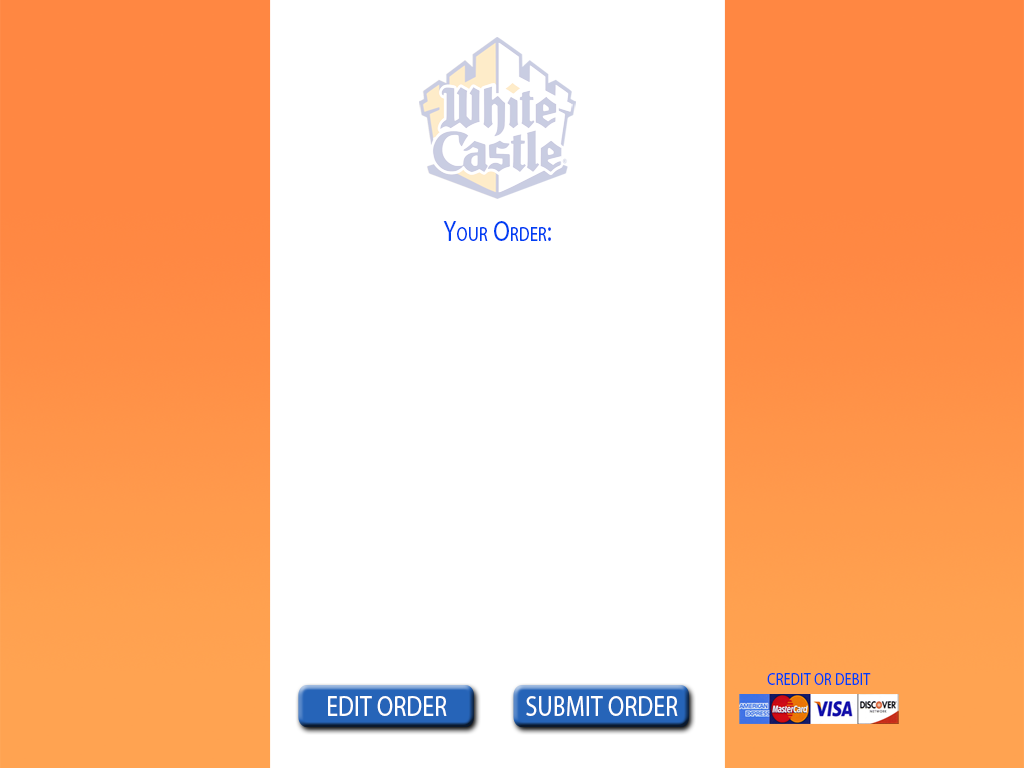 White
Castle
Your Order:
EDIT ORDER
SUBMIT ORDER
CREDIT OR DEBIT
AMERICAN
EXPRESS
MasterCard
VISA
DISCOVER
NETWORK